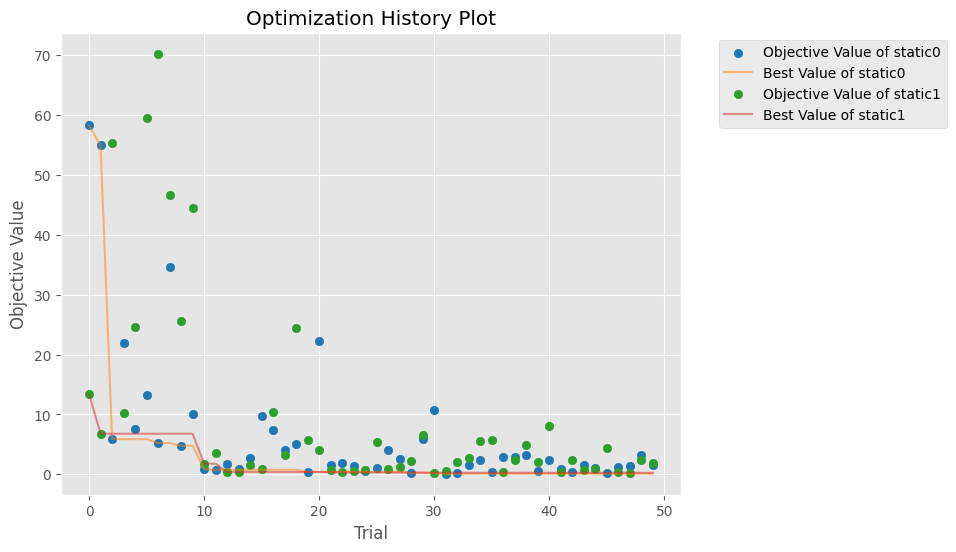 Optimization History Plot
Objective Value
70
60
50
40
30
20
10
0
0 10 20 30 40 50
Trial
Objective Value of static0
Best Value of static0
Objective Value of static1
Best Value of static1